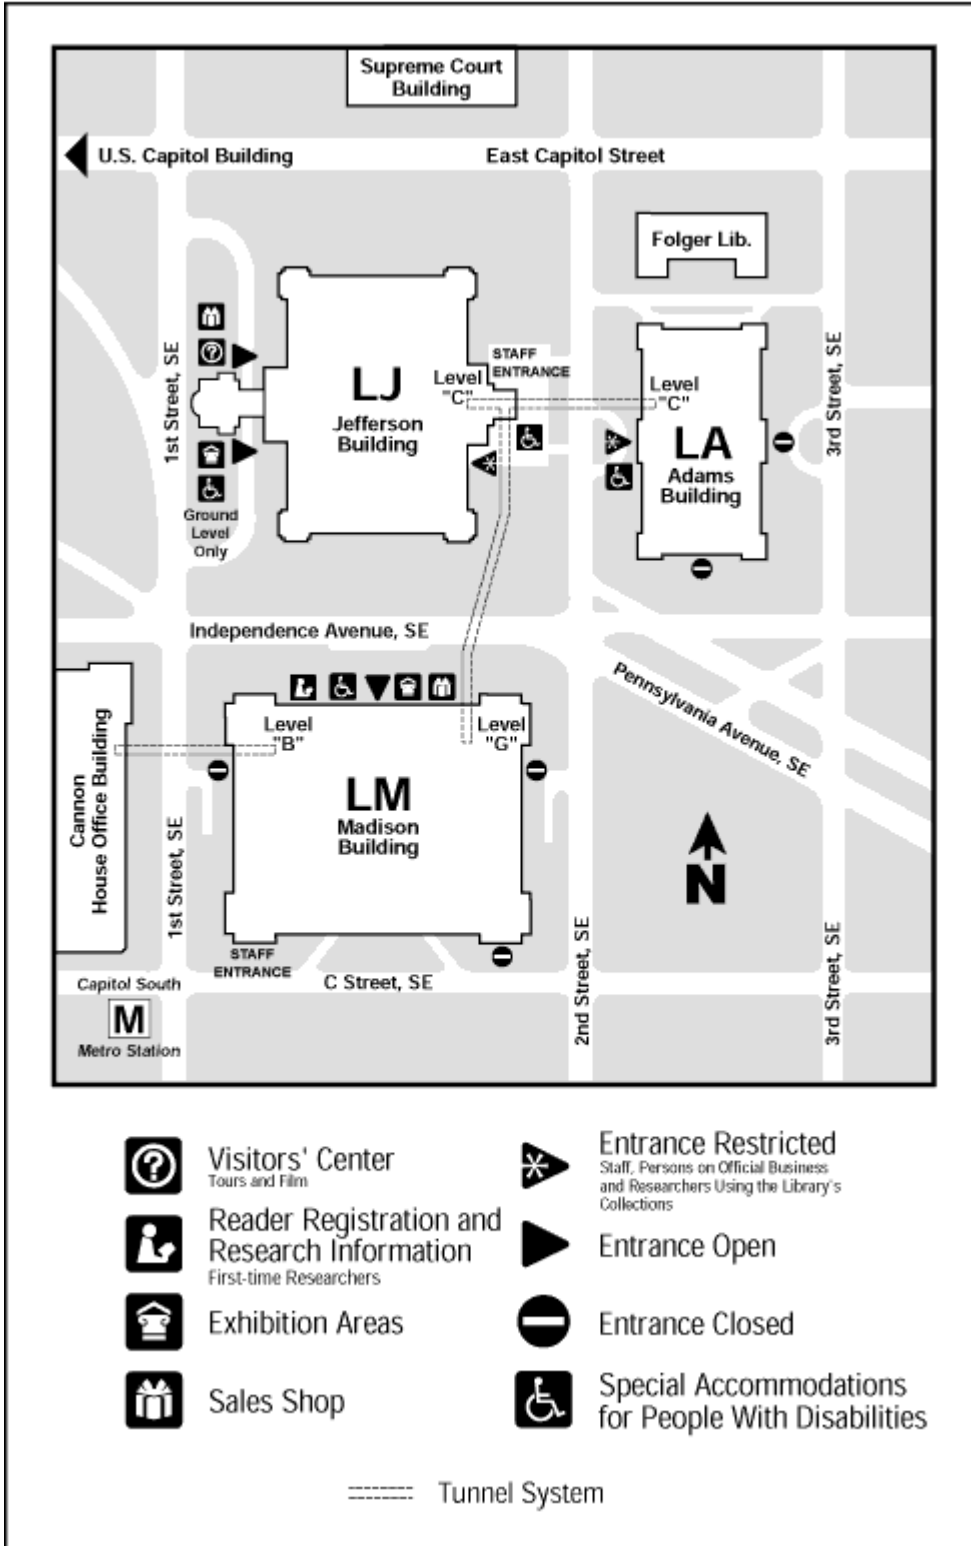 Supreme Court
Building
U.S. Capitol Building
East Capitol Street
Folger Lib.
1st Street, SE
3rd Street, SE
STAFF
ENTRANCE
Level
"C"
LJ
Jefferson
Building
Level
"C"
LA
Adams
Building
Ground
Level
Only
Independence Avenue, SE
Pennsylvania Avenue, SE
Level
"B"
Level
"G"
LM
Madison
Building
Cannon
House Office Building
1st Street, SE
N
2nd Street, SE
3rd Street, SE
STAFF
ENTRANCE
C Street, SE
Capitol South
M
Metro Station
Visitors' Center
Tours and Film
Reader Registration and
Research Information
First-time Researchers
Exhibition Areas
Sales Shop
Entrance Restricted
Staff, Persons on Official Business
and Researchers Using the Library's
Collections
Entrance Open
Entrance Closed
Special Accommodations
for People With Disabilities
Tunnel System